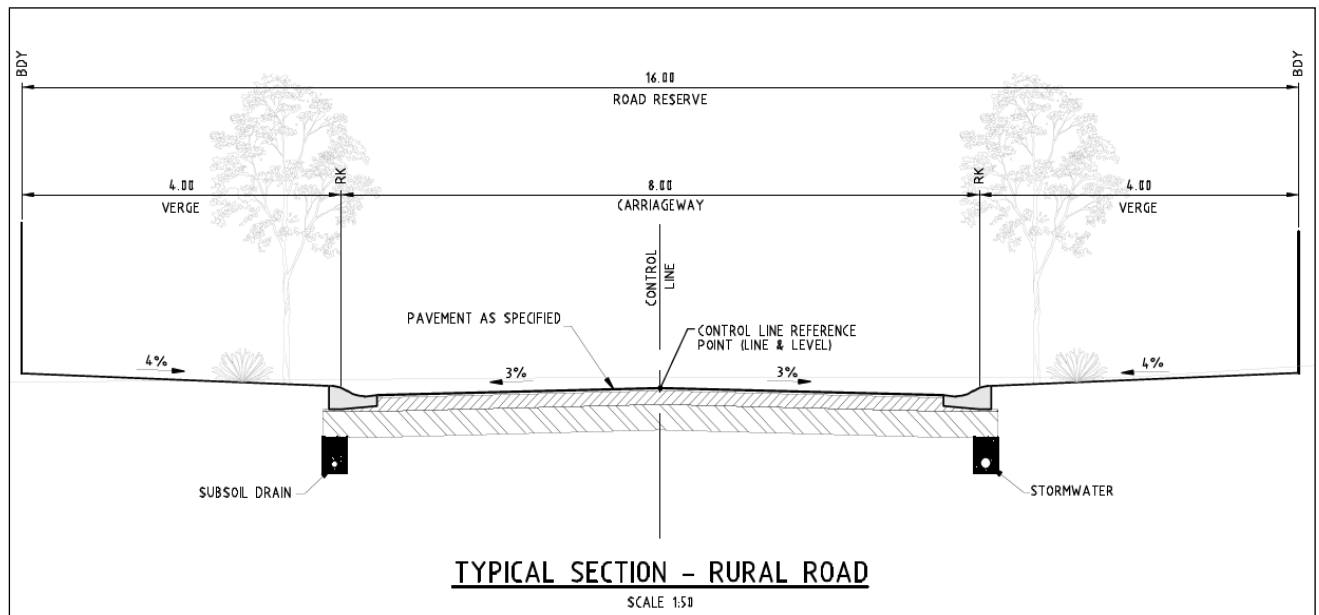 BDY
BDY
16.00
ROAD RESERVE
RK
RK
4.00
VERGE
8.00
CARRIAGEWAY
4.00
VERGE
CONTROL
LINE
PAVEMENT AS SPECIFIED
CONTROL LINE REFERENCE
POINT (LINE & LEVEL)
4%
3%
3%
4%
SUBSOIL DRAIN
STORMWATER
TYPICAL SECTION - RURAL ROAD
SCALE 1:50